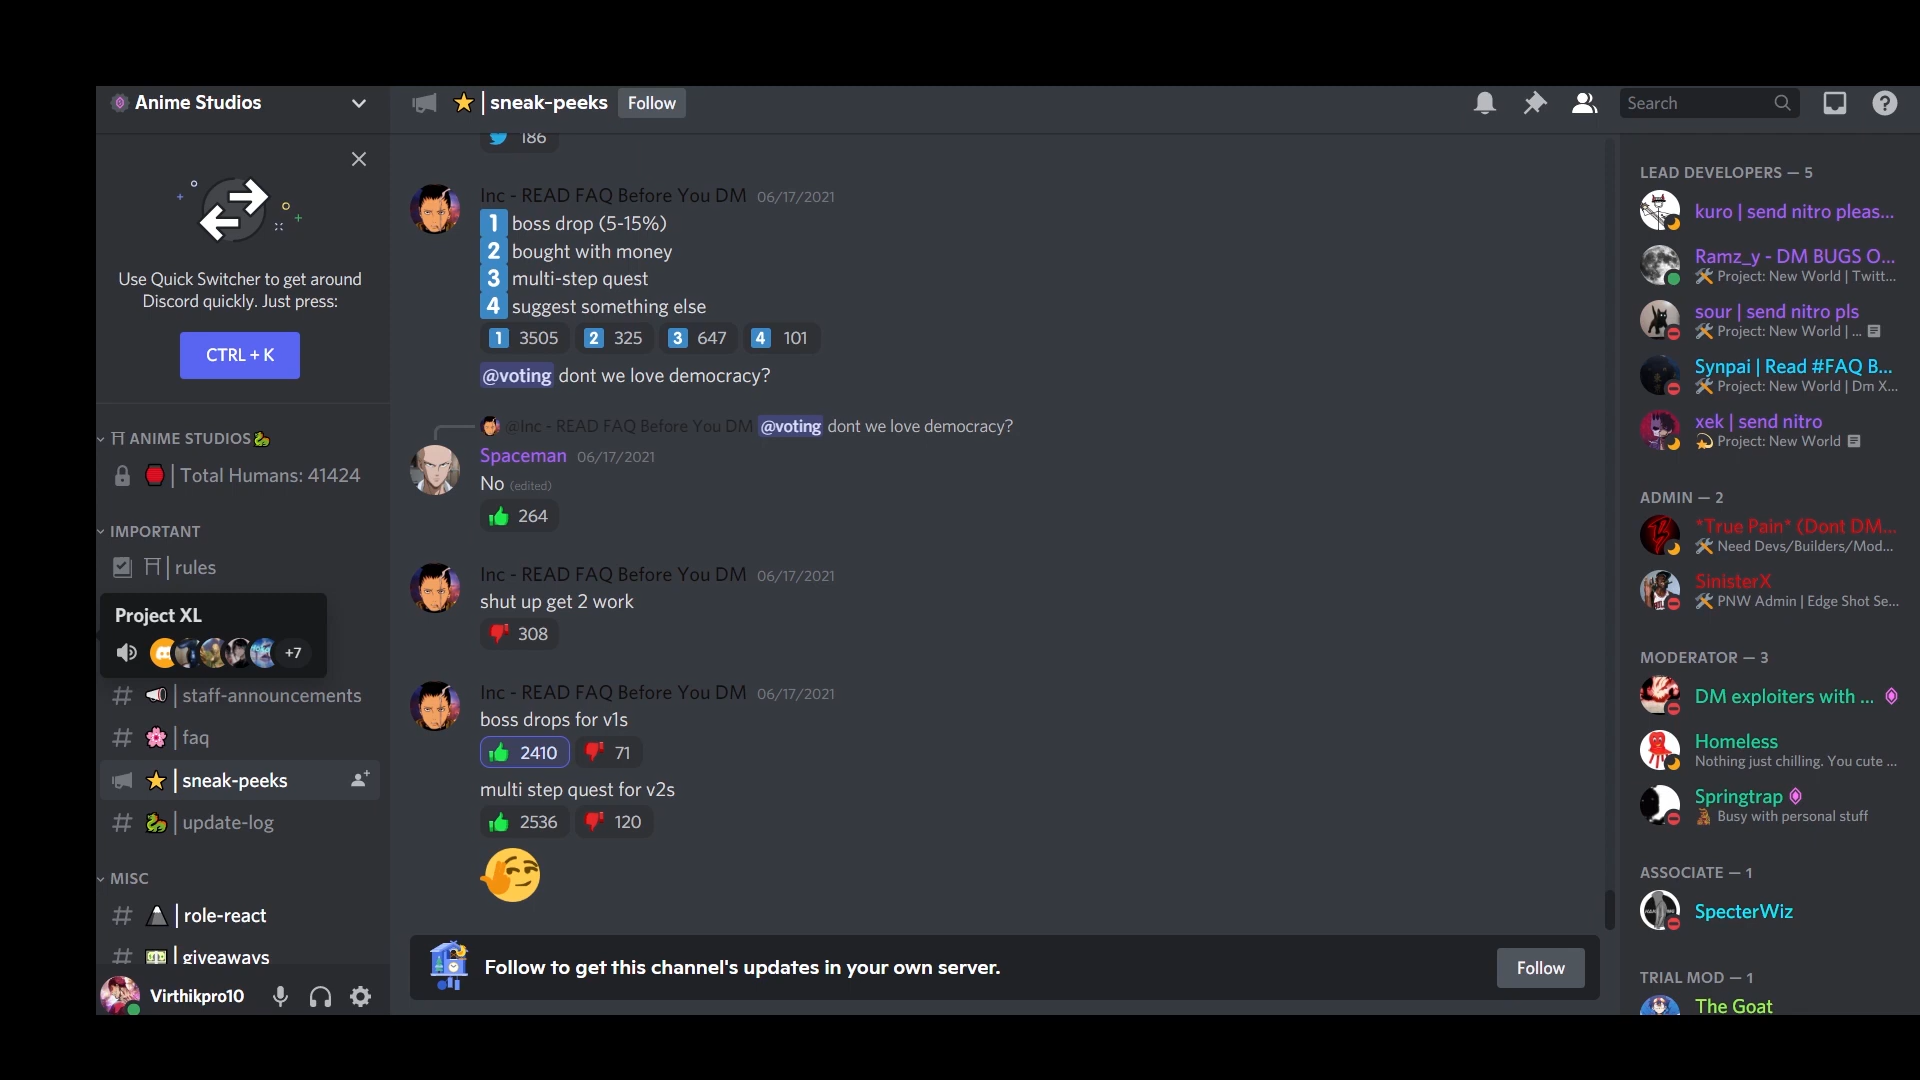 Anime Studios
Use Quick Switcher to get around
Discord quickly. Just press:
CTRL + K
ANIME STUDIOS
| Total Humans: 41424
IMPORTANT
| rules
Project XL
+7
| staff-announcements
| faq
| sneak-peeks
| update-log
MISC
| role-react
| giveaways
Virthikpro10
| sneak-peeks
Follow
Search
186
Inc - READ FAQ Before You DM 06/17/2021
1 boss drop (5-15%)
2 bought with money
3 multi-step quest
4 suggest something else
1 3505 2 325 3 647 4 101
@voting dont we love democracy?
@Inc - READ FAQ Before You DM @voting dont we love democracy?
Spaceman 06/17/2021
No (edited)
264
Inc - READ FAQ Before You DM 06/17/2021
shut up get 2 work
308
Inc - READ FAQ Before You DM 06/17/2021
boss drops for v1s
2410 71
multi step quest for v2s
2536 120
Follow to get this channel's updates in your own server.
Follow
LEAD DEVELOPERS — 5
kuro | send nitro pleas...
Ramz_y - DM BUGS O...
Project: New World | Twitt...
sour | send nitro pls
Project: New World | ...
Synpai | Read #FAQ B...
Project: New World | Dm X...
xek | send nitro
Project: New World
ADMIN — 2
*True Pain* (Dont DM...
Need Devs/Builders/Mod...
SinisterX
PNW Admin | Edge Shot Se...
MODERATOR — 3
DM exploiters with ...
Homeless
Nothing just chilling. You cute ...
Springtrap
Busy with personal stuff
ASSOCIATE — 1
SpecterWiz
TRIAL MOD — 1
The Goat